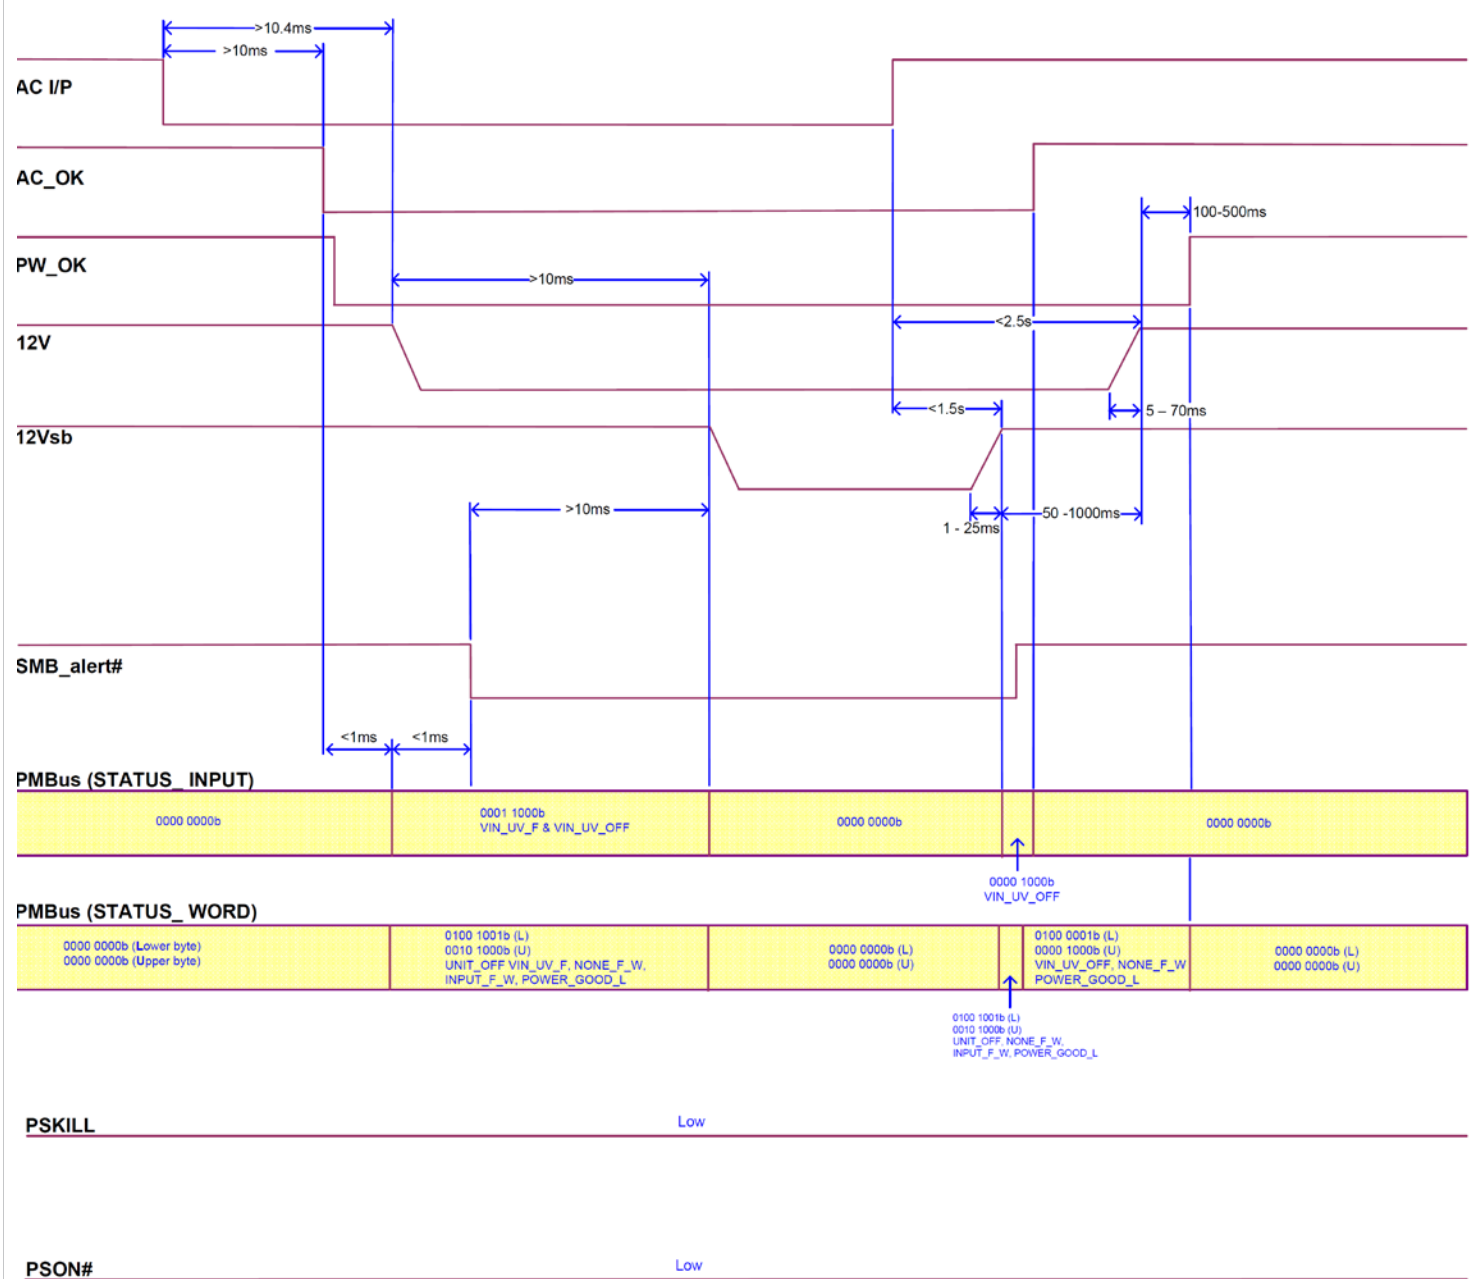 >10.4ms
>10ms
AC I/P
AC_OK
100-500ms
PW_OK
>10ms
<2.5s
12V
<1.5s
5 – 70ms
12Vsb
>10ms
50 -1000ms
1 - 25ms
SMB_alert#
<1ms
<1ms
PMBus (STATUS_ INPUT)
0000 0000b
0001 1000b
VIN_UV_F & VIN_UV_OFF
0000 0000b
0000 0000b
0000 1000b
VIN_UV_OFF
PMBus (STATUS_ WORD)
0000 0000b (Lower byte)
0000 0000b (Upper byte)
0100 1001b (L)
0010 1000b (U)
UNIT_OFF VIN_UV_F, NONE_F_W,
INPUT_F_W, POWER_GOOD_L
0000 0000b (L)
0000 0000b (U)
0100 0001b (L)
0000 1000b (U)
VIN_UV_OFF, NONE_F_W
POWER_GOOD_L
0000 0000b (L)
0000 0000b (U)
0100 1001b (L)
0010 1000b (U)
UNIT_OFF, NONE_F_W,
INPUT_F_W, POWER_GOOD_L
PSKILL
Low
PSON#
Low